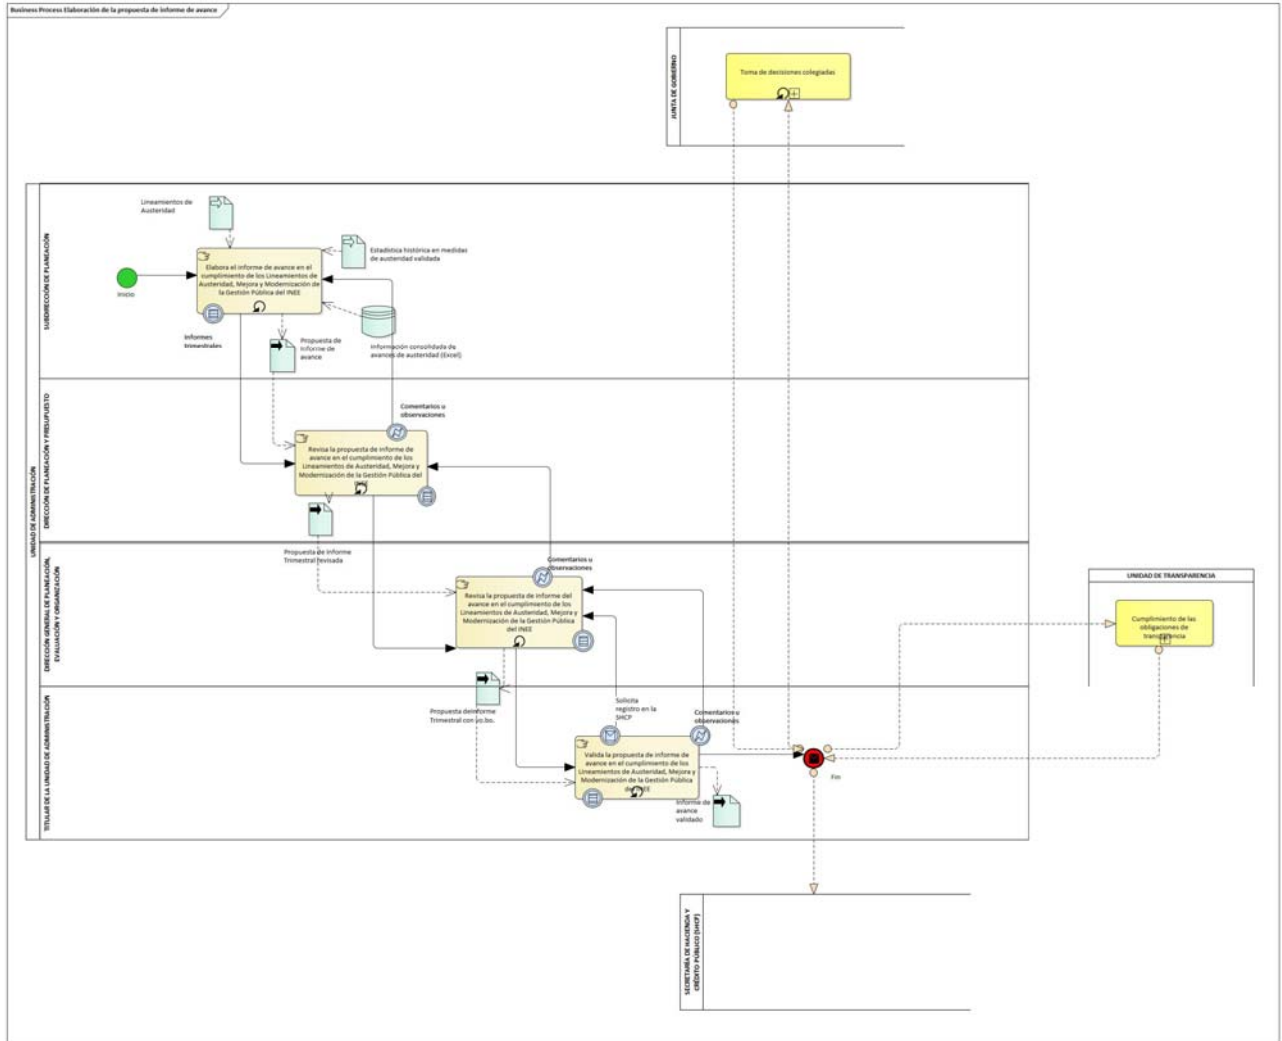 Business Process Elaboración de la propuesta de informe de avance
JUNTA DE GOBIERNO
Toma de decisiones colegiadas
UNIDAD DE ADMINISTRACIÓN
SUBDIRECCIÓN DE PLANEACIÓN
Lineamientos de
Austeridad
Estadística histórica en medidas
de austeridad validada
Inicio
Elabora el informe de avance en el
cumplimiento de los Lineamientos de
Austeridad, Mejora y Modernización de
la Gestión Pública del INEE
Informes
trimestrales
Propuesta de
Informe de
avance
Información consolidada de
avances de austeridad (Excel)
DIRECCIÓN DE PLANEACIÓN Y PRESUPUESTO
Comentarios u
observaciones
Revisa la propuesta de informe de
avance en el cumplimiento de los
Lineamientos de Austeridad, Mejora y
Modernización de la Gestión Pública del
INEE
Propuesta de Informe
Trimestral revisada
DIRECCIÓN GENERAL DE PLANEACIÓN,
EVALUACIÓN Y ORGANIZACIÓN
Comentarios u
observaciones
Revisa la propuesta de informe del
avance en el cumplimiento de los
Lineamientos de Austeridad, Mejora y
Modernización de la Gestión Pública
del INEE
UNIDAD DE TRANSPARENCIA
Cumplimiento de las
obligaciones de
transparencia
TITULAR DE LA UNIDAD DE ADMINISTRACIÓN
Propuesta deInforme
Trimestral con vo.bo.
Solicita
registro en la
SHCP
Comentarios u
observaciones
Valida la propuesta de informe de
avance en el cumplimiento de los
Lineamientos de Austeridad, Mejora y
Modernización de la Gestión Pública
del INEE
Informe de
avance
validado
Fin
SECRETARÍA DE HACIENDA Y
CRÉDITO PÚBLICO (SHCP)